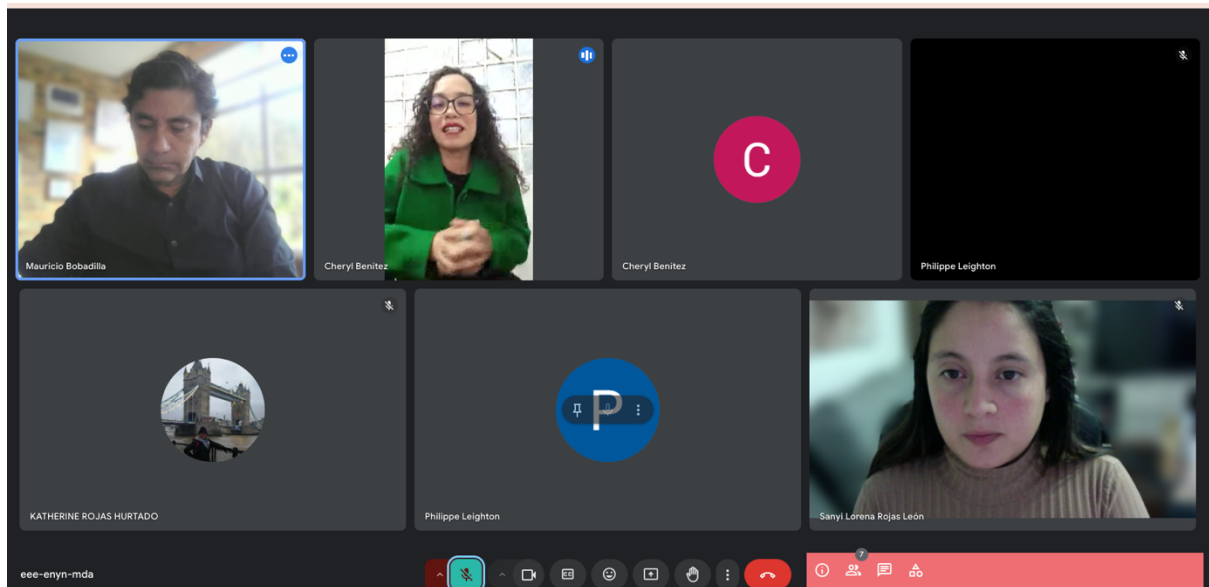 Mauricio Bobadilla
Cheryl Benitez
C
Cheryl Benitez
Philippe Leighton
KATHERINE ROJAS HURTADO
P
Philippe Leighton
Sanyi Lorena Rojas León
eee-enyn-mda
CC
7